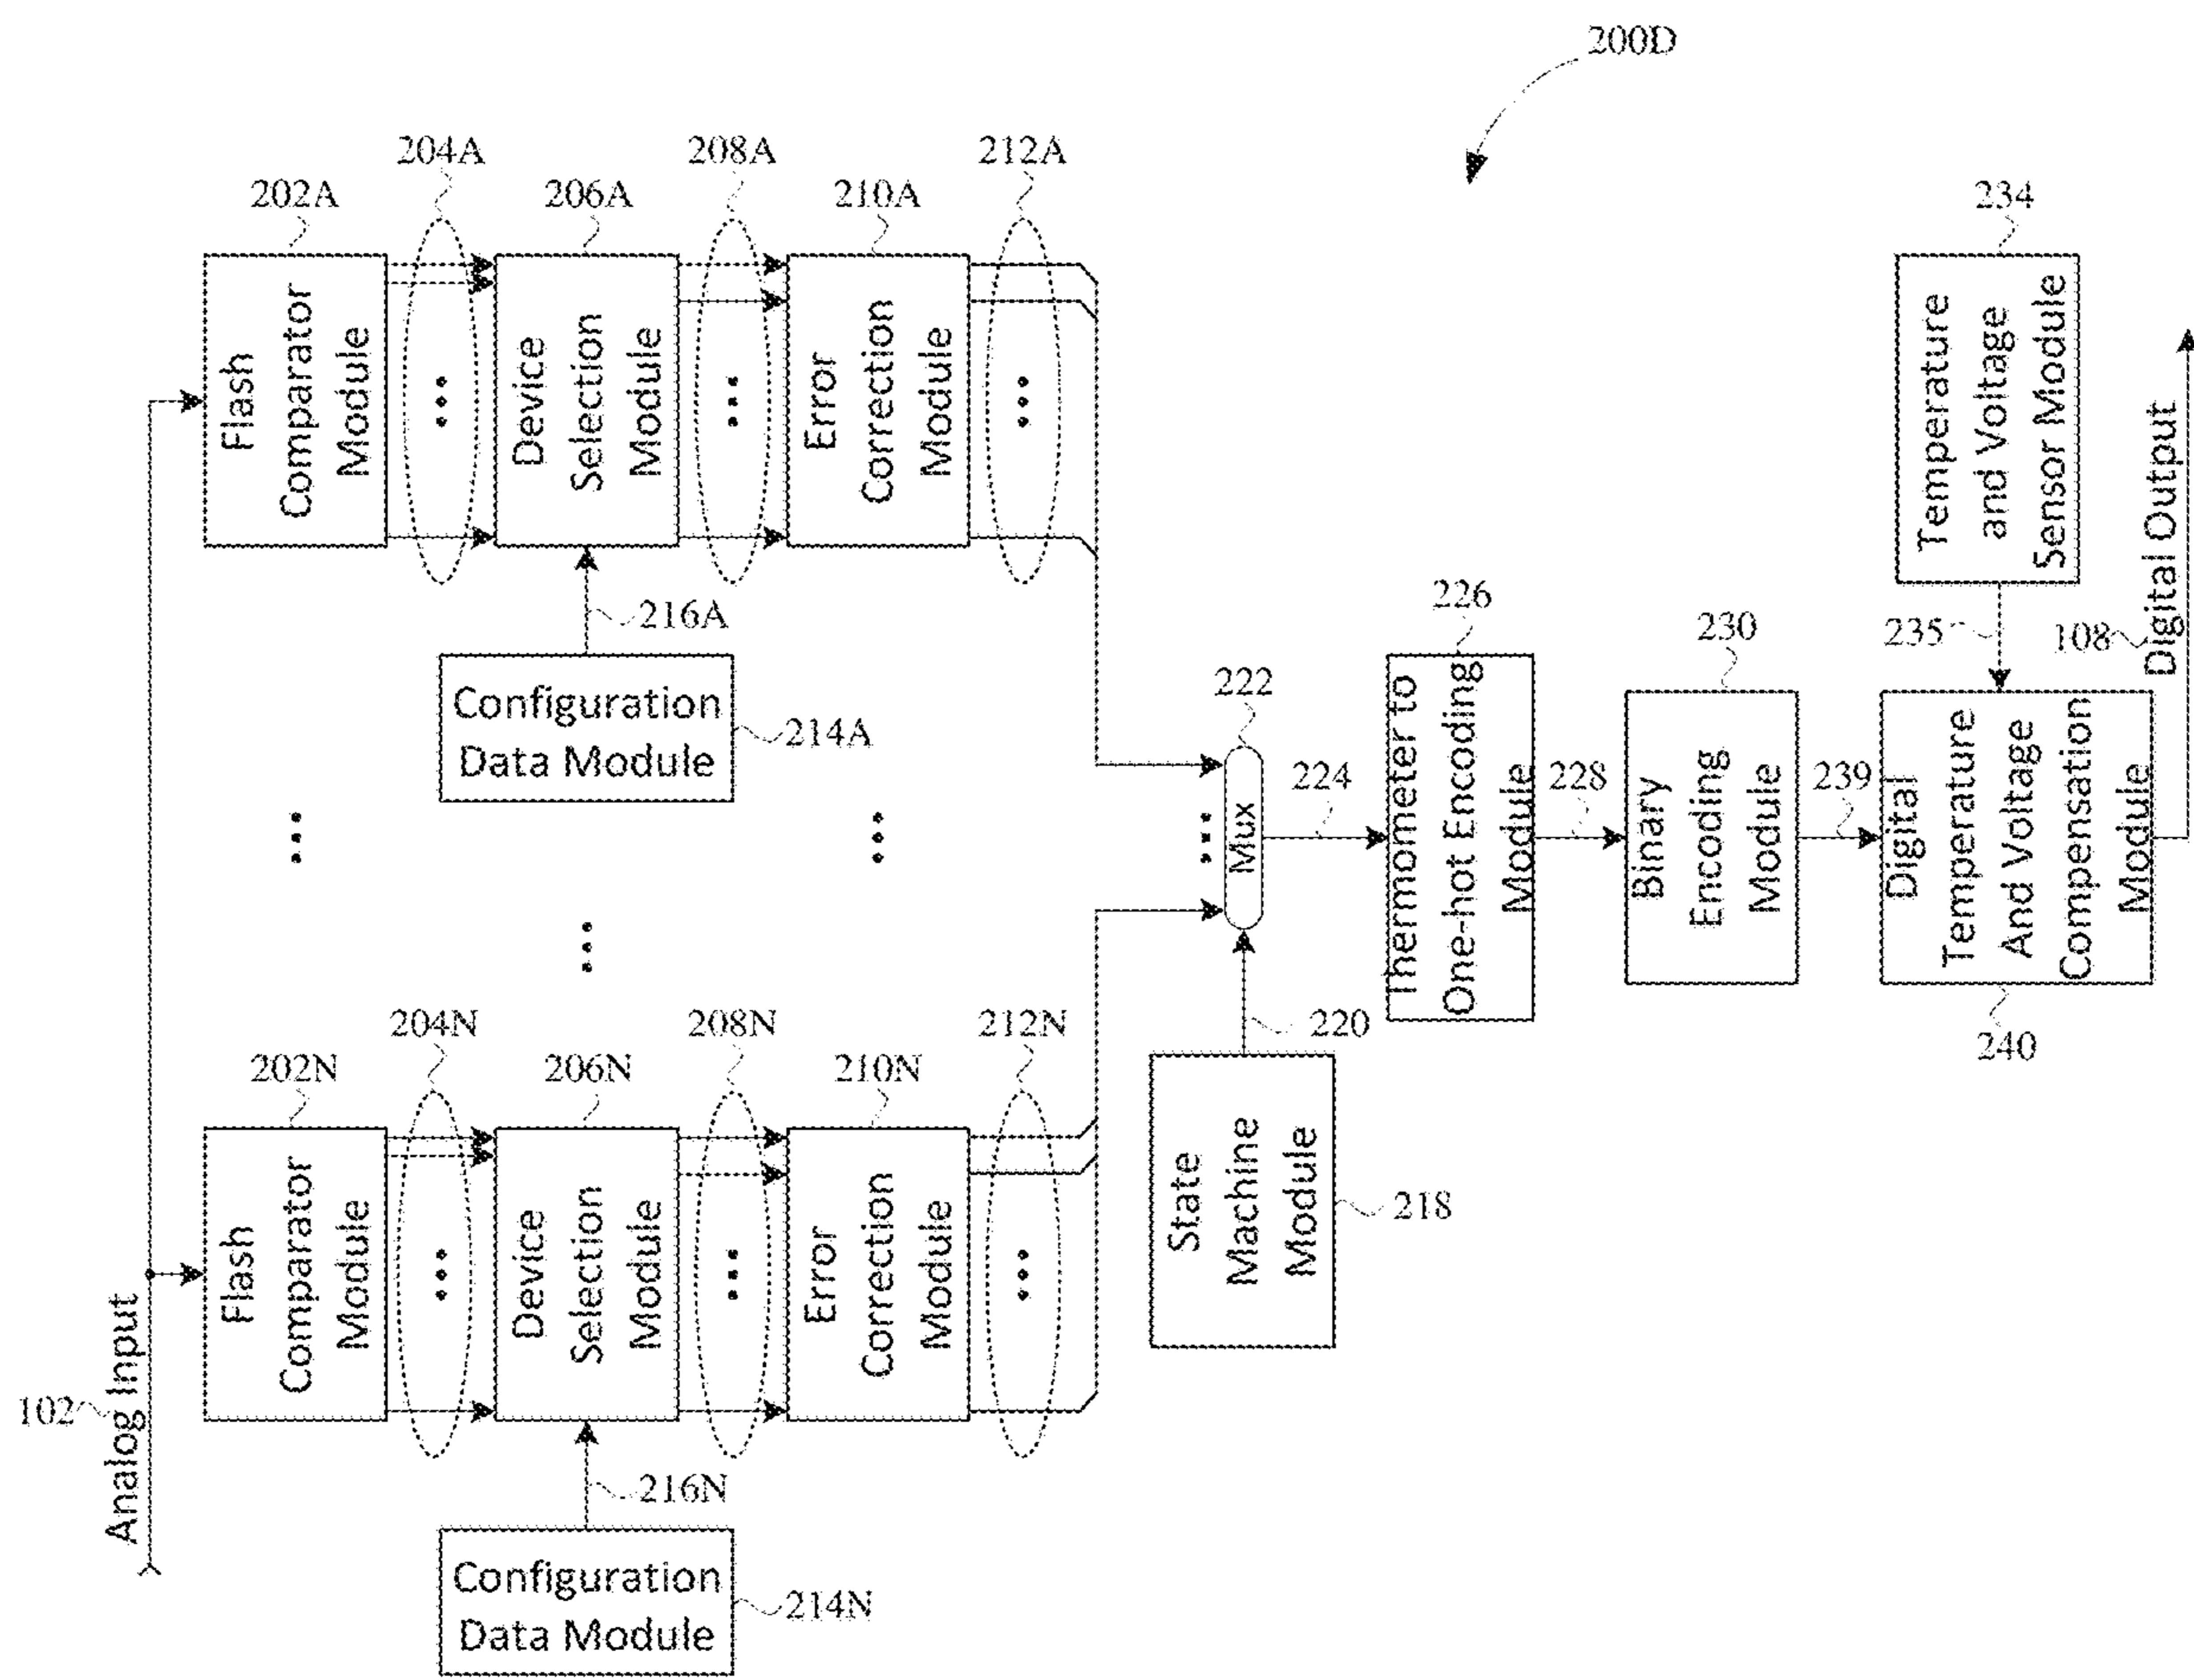 200D
204A
208A
212A
202A
206A
210A
234
Flash
Comparator
Module
Device
Selection
Module
Error
Correction
Module
Temperature
and Voltage
Sensor Module
216A
Configuration
Data Module
214A
226
235
108
Digital Output
222
230
Mux
224
Thermometer to
One-hot Encoding
Module
228
Binary
Encoding
Module
239
Digital
Temperature
And Voltage
Compensation
Module
240
204N
208N
212N
220
202N
206N
210N
Flash
Comparator
Module
Device
Selection
Module
Error
Correction
Module
State
Machine
Module
218
102
Analog Input
216N
Configuration
Data Module
214N